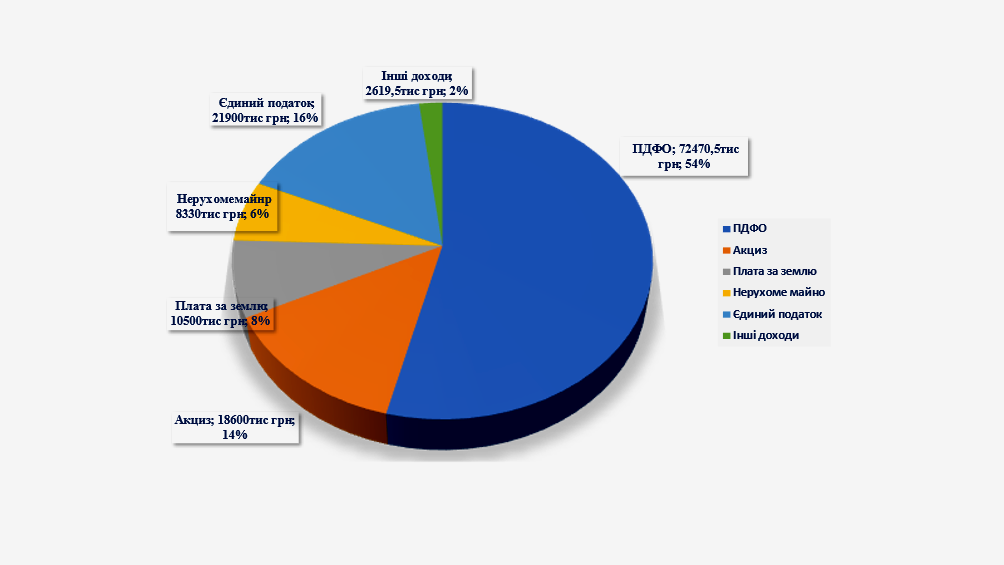 Інші доходи;
2619,5тис грн; 2%
Єдиний податок;
21900тис грн; 16%
ПДФО; 72470,5тис
грн; 54%
Нерухомемайнр
8330тис грн; 6%
Плата за землю;
10500тис грн; 8%
Акциз; 18600тис грн;
14%
ПДФО
Акциз
Плата за землю
Нерухоме майно
Єдиний податок
Інші доходи